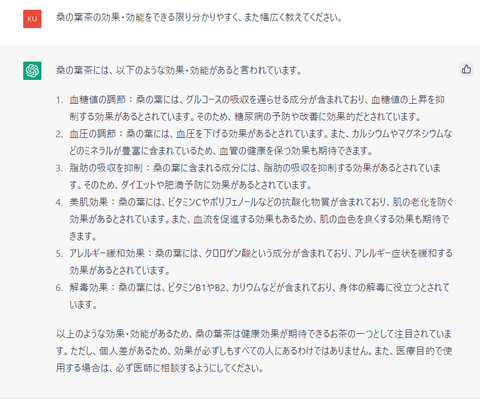 KU 桑の葉茶の効果・効能をできる限り分かりやすく、また幅広く教えてください。
桑の葉茶には、以下のような効果・効能があると言われています。
1. 血糖値の調節：桑の葉には、グルコースの吸収を遅らせる成分が含まれており、血糖値の上昇を抑
制する効果があるとされています。そのため、糖尿病の予防や改善に効果的だとされています。
2. 血圧の調節：桑の葉には、血圧を下げる効果があるとされています。また、カルシウムやマグネシウムな
どのミネラルが豊富に含まれているため、血管の健康を保つ効果も期待できます。
3. 脂肪の吸収を抑制：桑の葉に含まれる成分には、脂肪の吸収を抑制する効果があるとされていま
す。そのため、ダイエットや肥満予防に効果があるとされています。
4. 美肌効果：桑の葉には、ビタミンCやポリフェノールなどの抗酸化物質が含まれており、肌の老化を防ぐ
効果があるとされています。また、血流を促進する効果もあるため、肌の血色を良くする効果も期待で
きます。
5. アレルギー緩和効果：桑の葉には、クロロゲン酸という成分が含まれており、アレルギー症状を緩和する
効果があるとされています。
6. 解毒効果：桑の葉には、ビタミンB1やB2、カリウムなどが含まれており、身体の解毒に役立つとされて
います。
以上のような効果・効能があるため、桑の葉茶は健康効果が期待できるお茶の一つとして注目されていま
す。ただし、個人差があるため、効果が必ずしもすべての人にあるわけではありません。また、医療目的で使
用する場合は、必ず医師に相談するようにしてください。